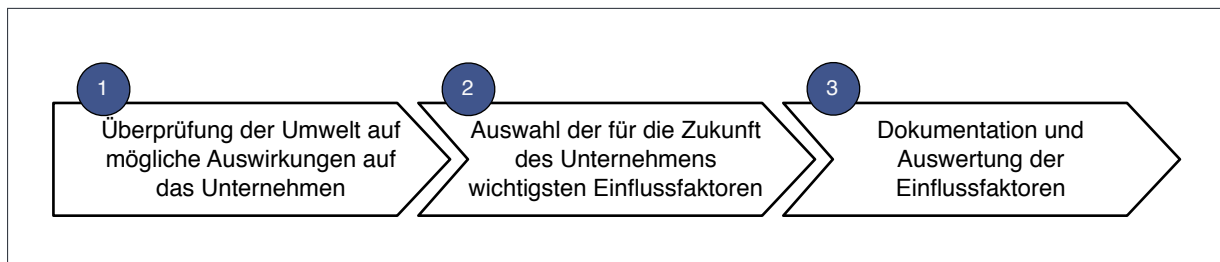 1
Überprüfung der Umwelt auf
mögliche Auswirkungen auf
das Unternehmen
2
Auswahl der für die Zukunft
des Unternehmens
wichtigsten Einflussfaktoren
3
Dokumentation und
Auswertung der
Einflussfaktoren